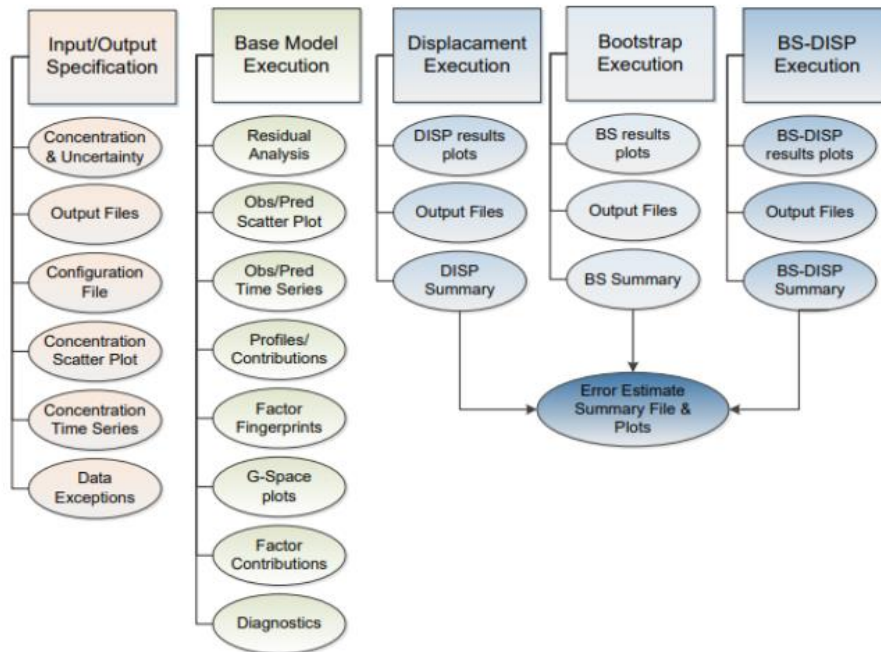 Input/Output
Specification
Concentration
& Uncertainty
Output Files
Configuration
File
Concentration
Scatter Plot
Concentration
Time Series
Data
Exceptions
Base Model
Execution
Residual
Analysis
Obs/Pred
Scatter Plot
Obs/Pred
Time Series
Profiles/
Contributions
Factor
Fingerprints
G-Space
plots
Factor
Contributions
Diagnostics
Displacament
Execution
DISP results
plots
Output Files
DISP
Summary
Bootstrap
Execution
BS results
plots
Output Files
BS Summary
BS-DISP
Execution
BS-DISP
results plots
Output Files
BS-DISP
Summary
Error Estimate
Summary File &
Plots